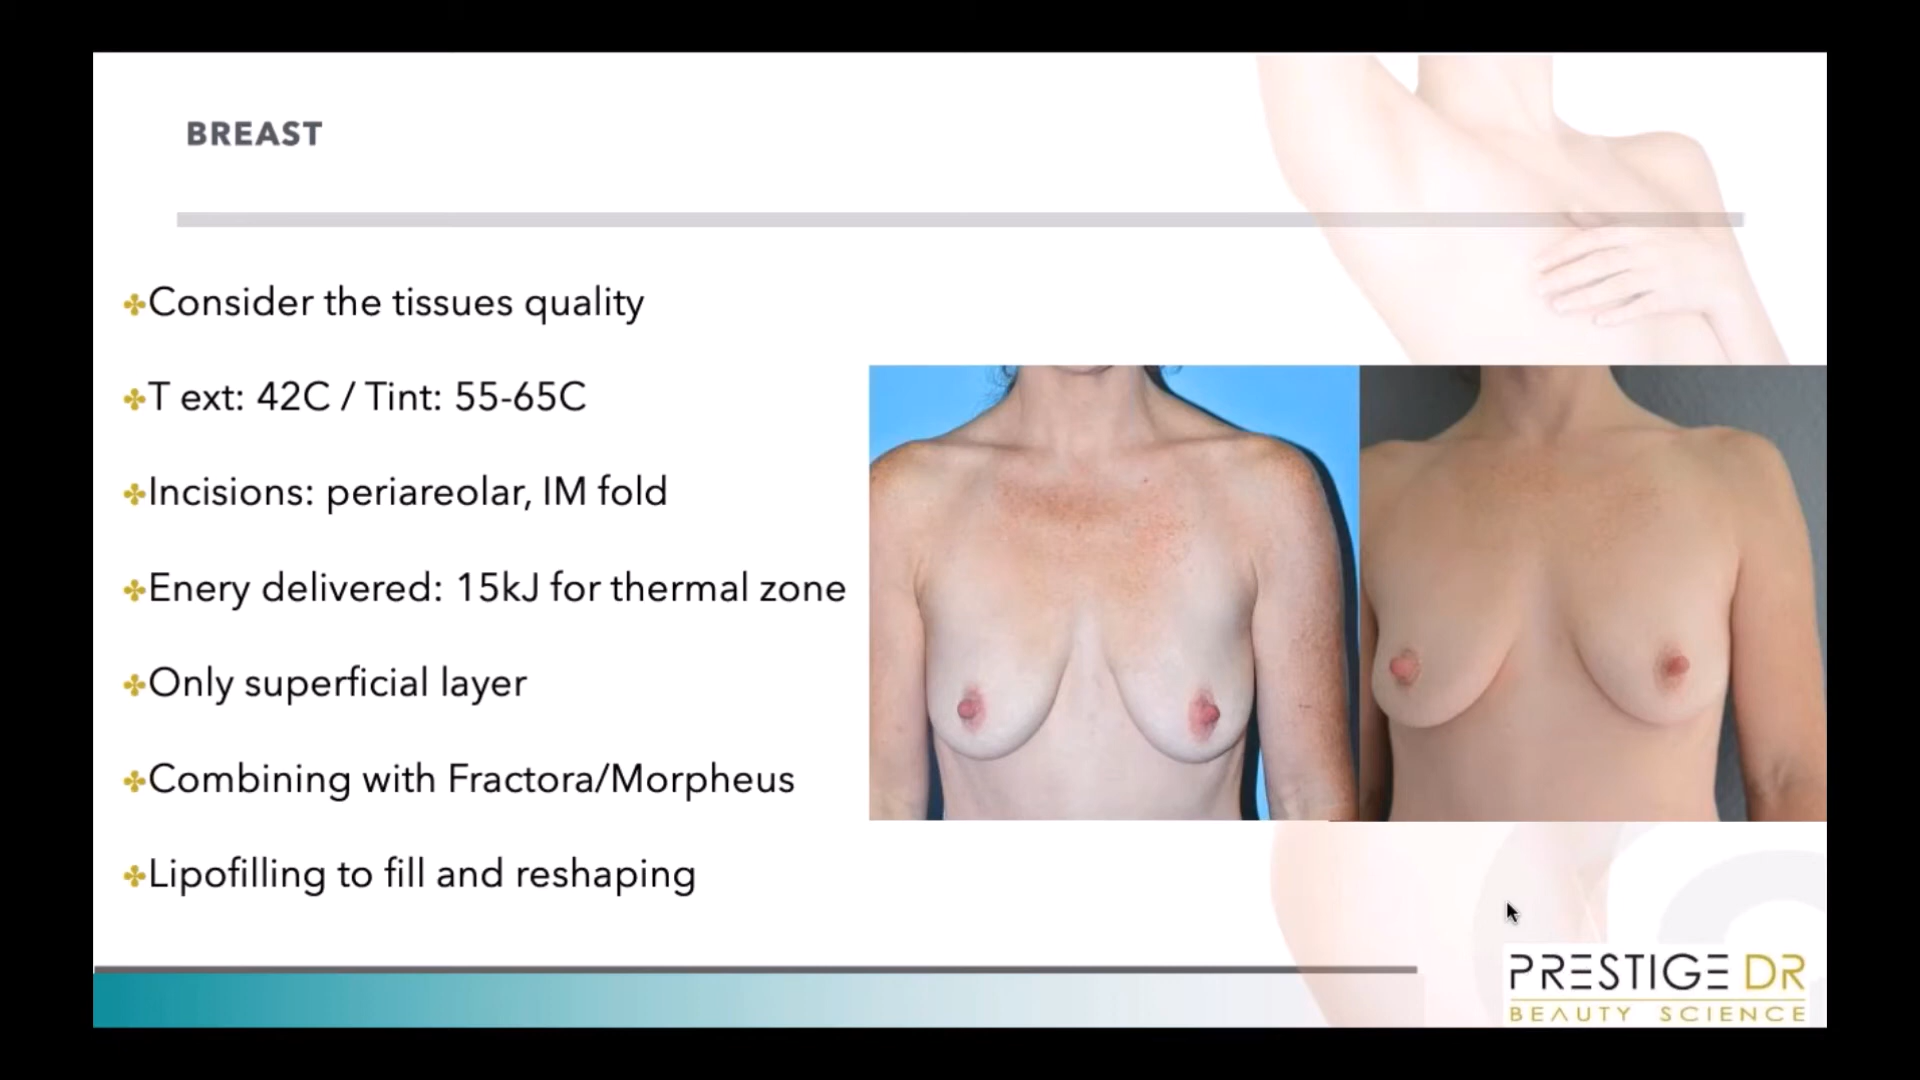 BREAST
Consider the tissues quality
T ext: 42C / Tint: 55-65C
Incisions: periareolar, IM fold
Enery delivered: 15kJ for thermal zone
Only superficial layer
Combining with Fractora/Morpheus
Lipofilling to fill and reshaping
PRESTIGE DR
BEAUTY SCIENCE